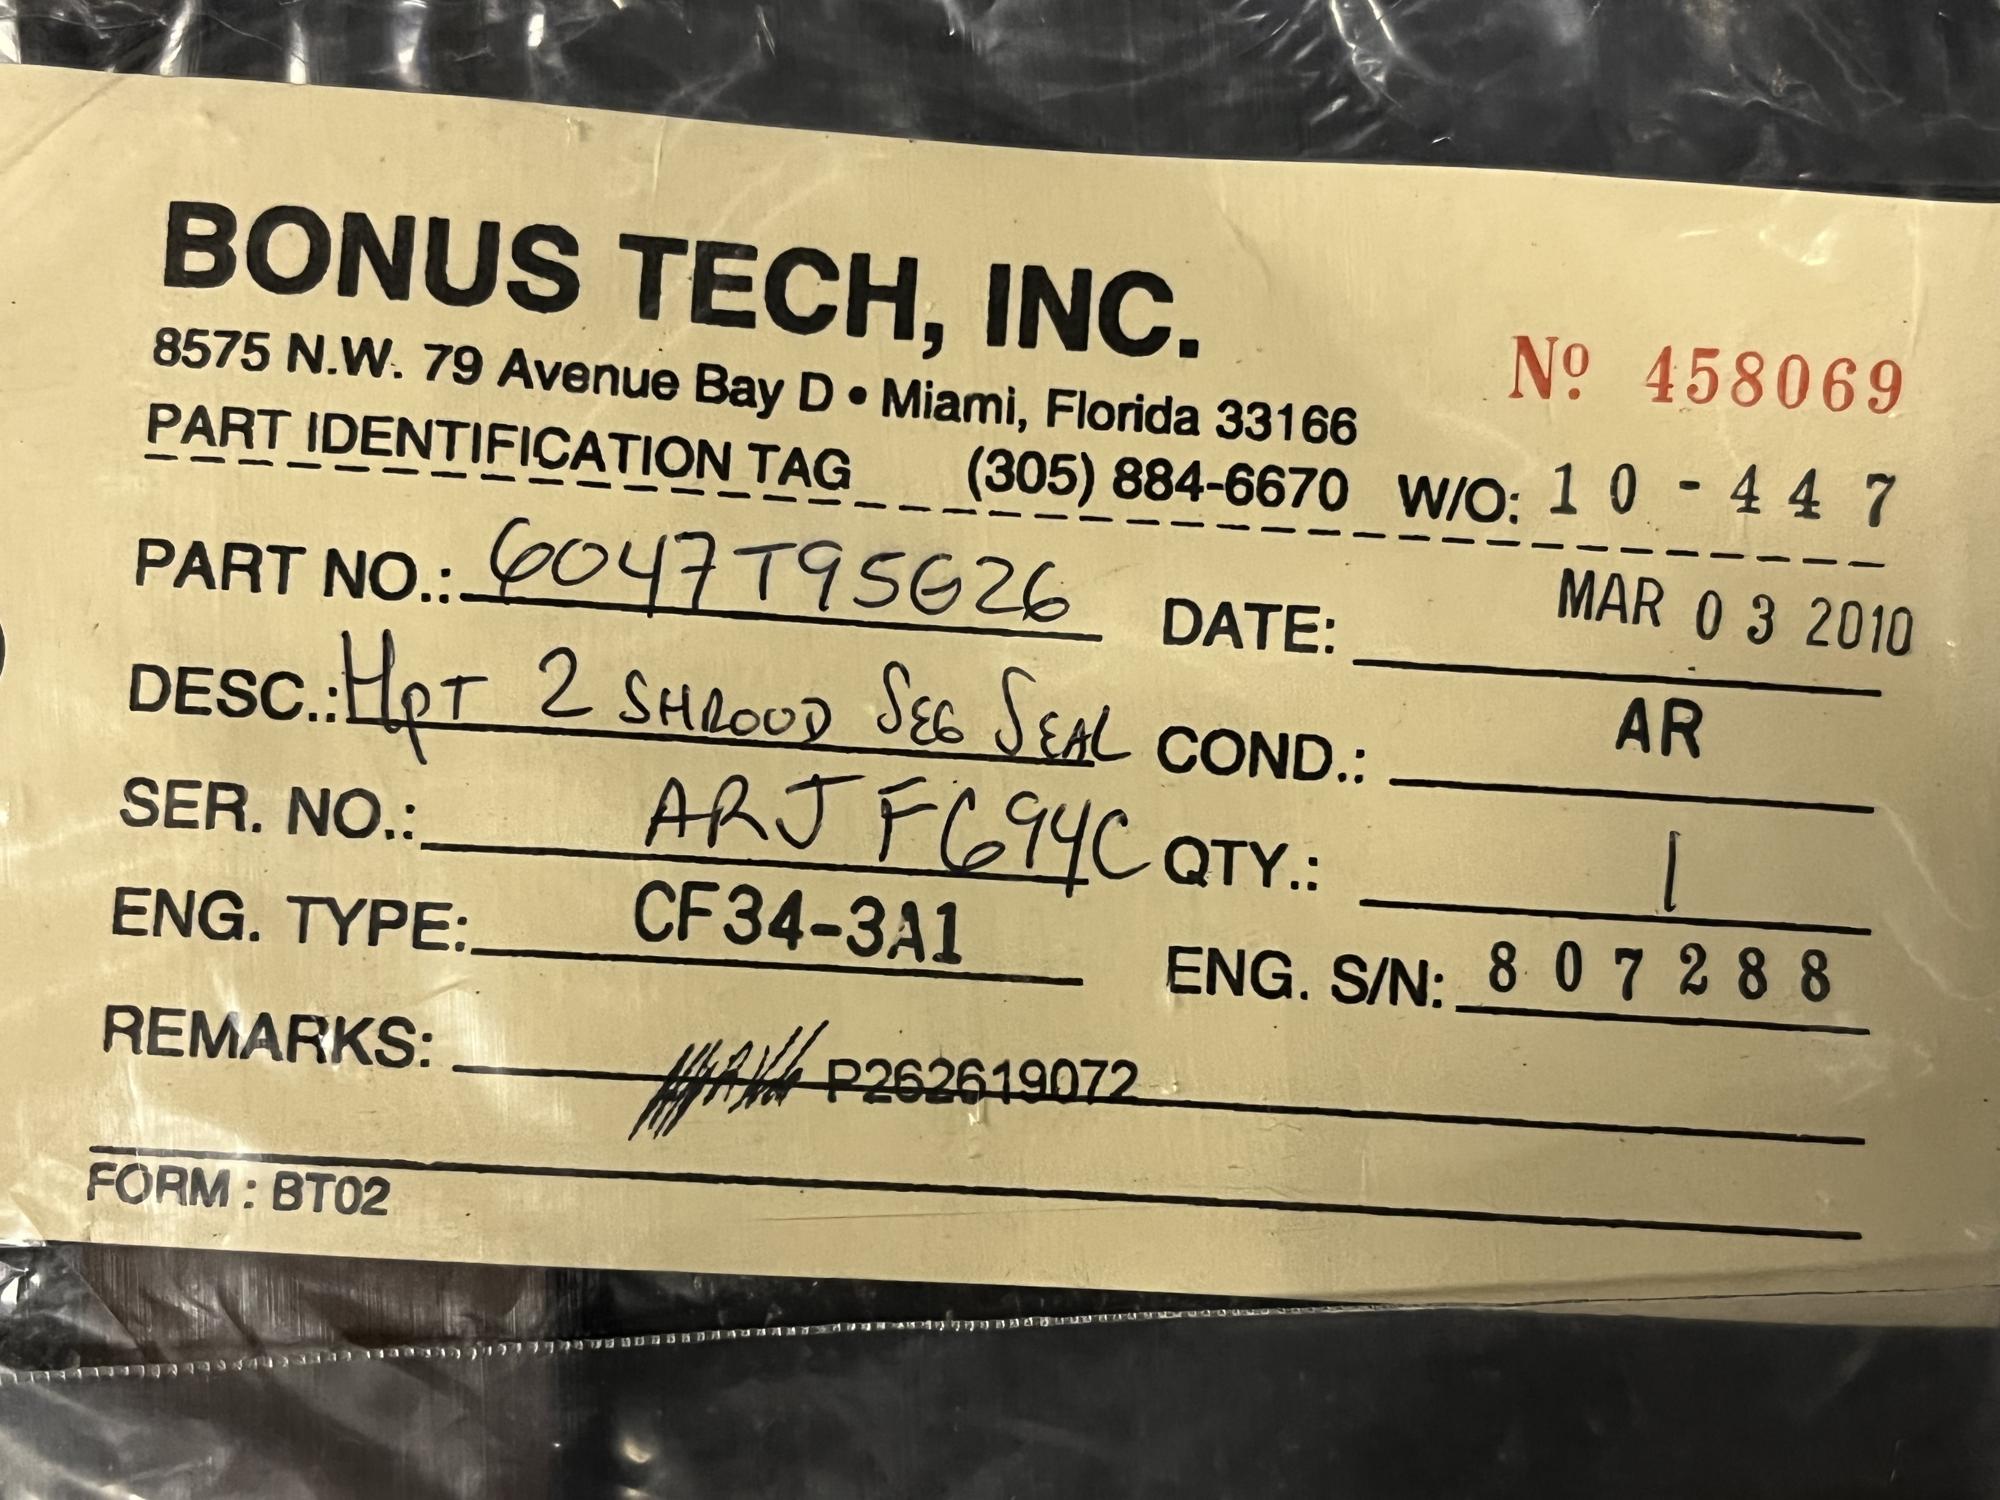 BONUS TECH, INC.
8575 N.W. 79 Avenue Bay D • Miami, Florida 33166
Nº 458069
PART IDENTIFICATION TAG (305) 884-6670 W/O: 10-447
PART NO.: 6047T95G26 DATE: MAR 03 2010
DESC.: HpT 2 SHROUD SEG SEAL COND.: AR
SER. NO.: ARJFG94C QTY.: 1
ENG. TYPE: CF34-3A1 ENG. S/N: 807288
REMARKS: P262619072
FORM : BT02